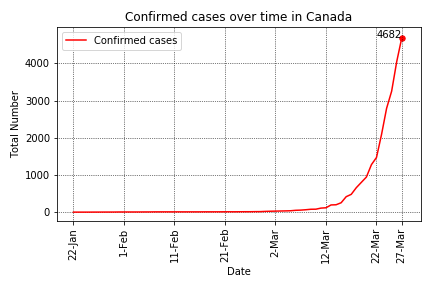 Confirmed cases over time in Canada
4682
Confirmed cases
4000
3000
2000
1000
0
Total Number
22-Jan
1-Feb
11-Feb
21-Feb
2-Mar
12-Mar
22-Mar
27-Mar
Date